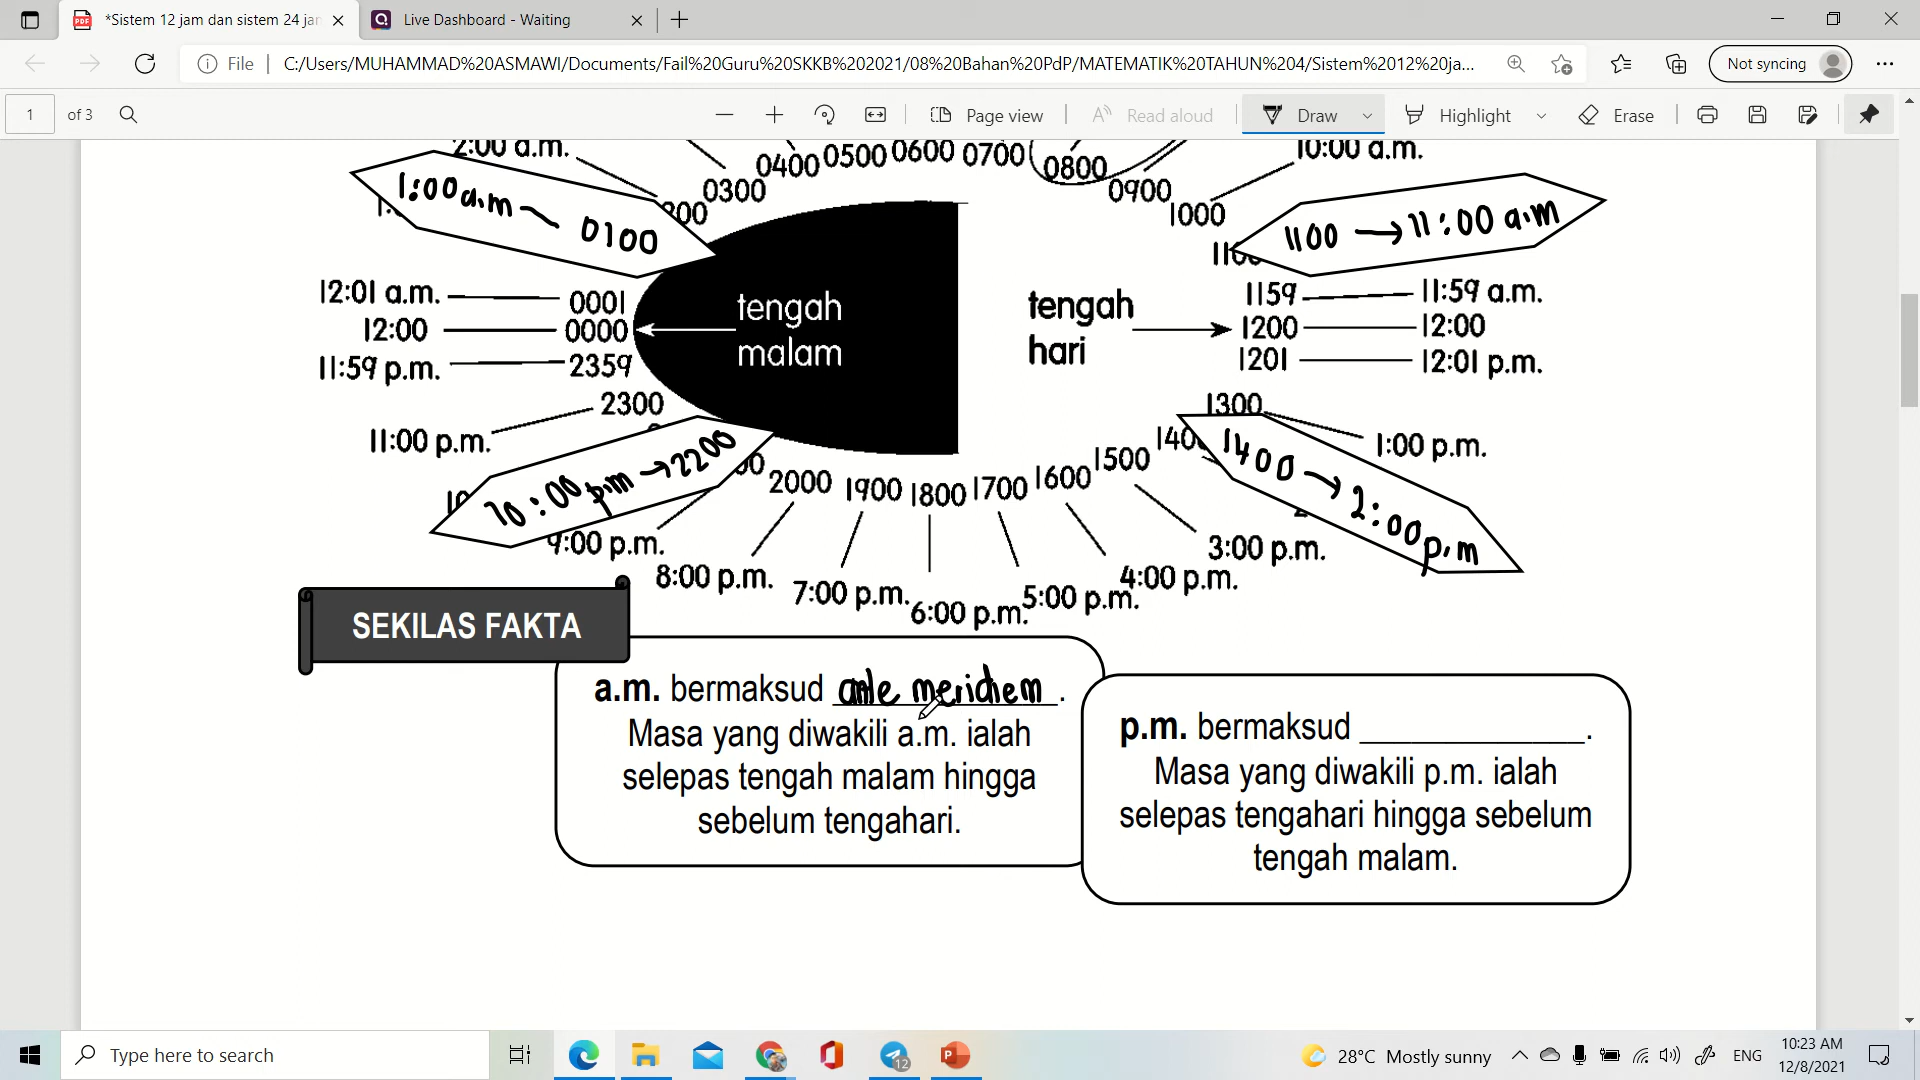 *Sistem 12 jam dan sistem 24 jar
Live Dashboard - Waiting
File
C:/Users/MUHAMMAD%20ASMAWI/Documents/Fail%20Guru%20SKKB%202021/08%20Bahan%20PdP/MATEMATIK%20TAHUN%204/Sistem%2012%20ja...
Not syncing
1 of 3
Page view
Read aloud
Draw
Highlight
Erase
2:00 a.m.
0400 0500 0600 0700 0800
10:00 a.m.
0300
0900
1:00 a.m 0100
1000
1100 → 11:00 a.m
12:01 a.m. 0001
12:00 0000
11:59 p.m. 2359
tengah
malam
tengah
hari
1159 11:59 a.m.
1200 12:00
1201 12:01 p.m.
2300
11:00 p.m.
1300
1:00 p.m.
10:00 p.m → 2200
1400 → 2:00 p.m
2000 1900 1800 1700 1600 1500
9:00 p.m.
8:00 p.m.
7:00 p.m.
6:00 p.m.
5:00 p.m.
4:00 p.m.
3:00 p.m.
SEKILAS FAKTA
a.m. bermaksud ante meridiem.
Masa yang diwakili a.m. ialah
selepas tengah malam hingga
sebelum tengahari.
p.m. bermaksud _____________.
Masa yang diwakili p.m. ialah
selepas tengahari hingga sebelum
tengah malam.
Type here to search
12
28°C Mostly sunny
ENG
10:23 AM
12/8/2021